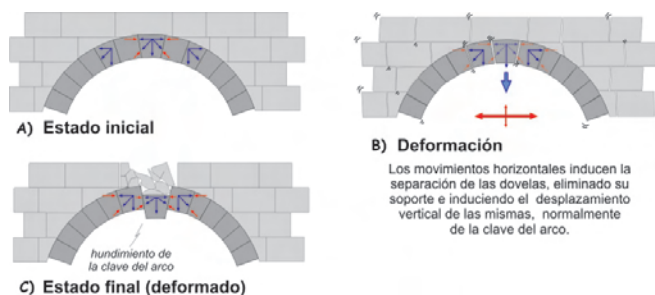 A) Estado inicial
B) Deformación
Los movimientos horizontales inducen la
separación de las dovelas, eliminado su
soporte e induciendo el desplazamiento
vertical de las mismas, normalmente
de la clave del arco.
hundimiento de
la clave del arco
C) Estado final (deformado)